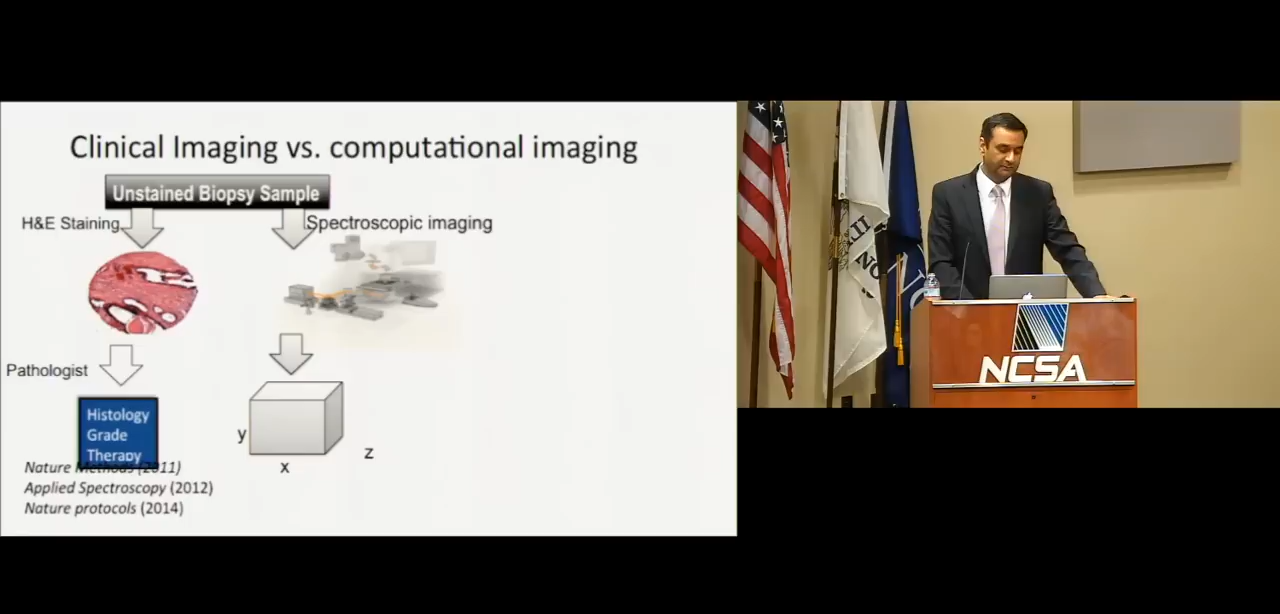 Clinical Imaging vs. computational imaging
Unstained Biopsy Sample
H&E Staining
Spectroscopic imaging
Pathologist
Histology
Grade
Therapy
y
x
z
Nature Methods (2011)
Applied Spectroscopy (2012)
Nature protocols (2014)
NCSA